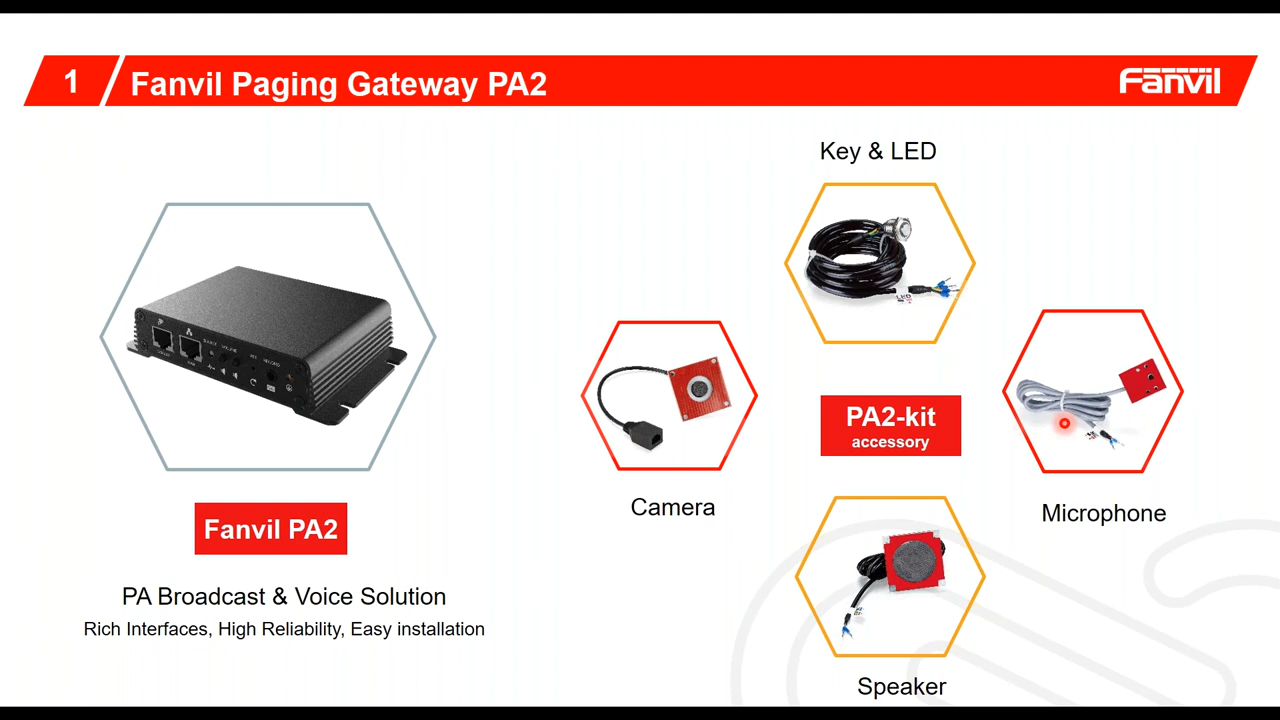 1
Fanvil Paging Gateway PA2
Fanvil
Key & LED
PA2-kit
accessory
Camera
Microphone
Fanvil PA2
PA Broadcast & Voice Solution
Rich Interfaces, High Reliability, Easy installation
Speaker